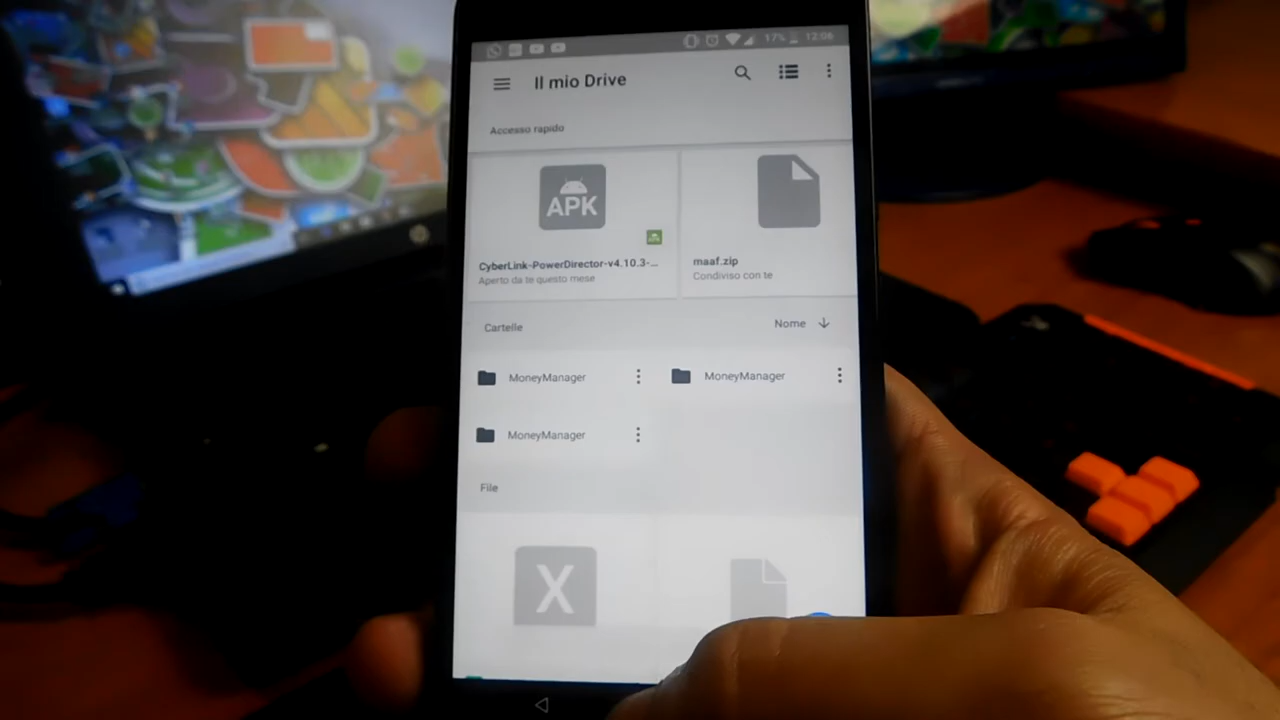 17% 12:06
Il mio Drive
Accesso rapido
APK
CyberLink-PowerDirector-v4.10.3-...
Aperto da te questo mese
maaf.zip
Condiviso con te
Cartelle
Nome
MoneyManager
MoneyManager
MoneyManager
File
X